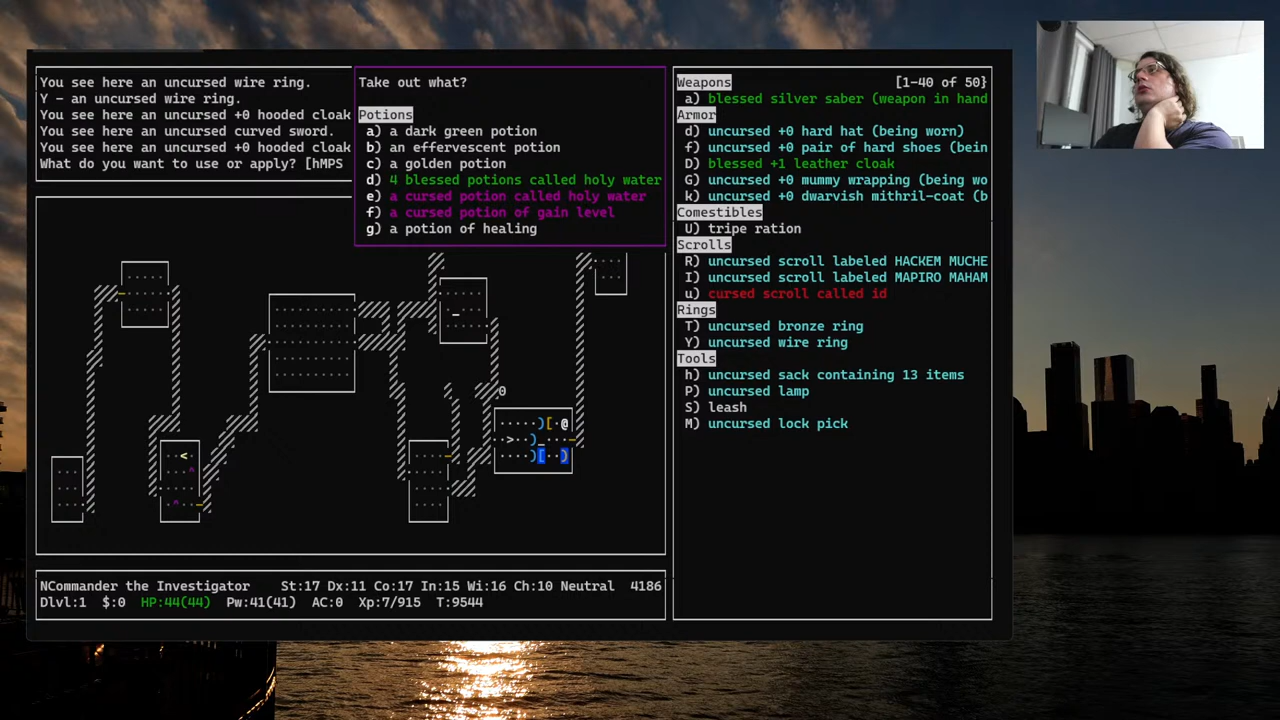 You see here an uncursed wire ring.
Y - an uncursed wire ring.
You see here an uncursed +0 hooded cloak
You see here an uncursed curved sword.
You see here an uncursed +0 hooded cloak
What do you want to use or apply? [hMPS
Take out what?
Potions
a) a dark green potion
b) an effervescent potion
c) a golden potion
d) 4 blessed potions called holy water
e) a cursed potion called holy water
f) a cursed potion of gain level
g) a potion of healing
Weapons [1-40 of 50}
a) blessed silver saber (weapon in hand
Armor
d) uncursed +0 hard hat (being worn)
f) uncursed +0 pair of hard shoes (bein
D) blessed +1 leather cloak
G) uncursed +0 mummy wrapping (being wo
k) uncursed +0 dwarvish mithril-coat (b
Comestibles
U) tripe ration
Scrolls
R) uncursed scroll labeled HACKEM MUCHE
I) uncursed scroll labeled MAPIRO MAHAM
u) cursed scroll called id
Rings
T) uncursed bronze ring
Y) uncursed wire ring
Tools
h) uncursed sack containing 13 items
P) uncursed lamp
S) leash
M) uncursed lock pick
NCommander the Investigator St:17 Dx:11 Co:17 In:15 Wi:16 Ch:10 Neutral 4186
Dlvl:1 $:0 HP:44(44) Pw:41(41) AC:0 Xp:7/915 T:9544